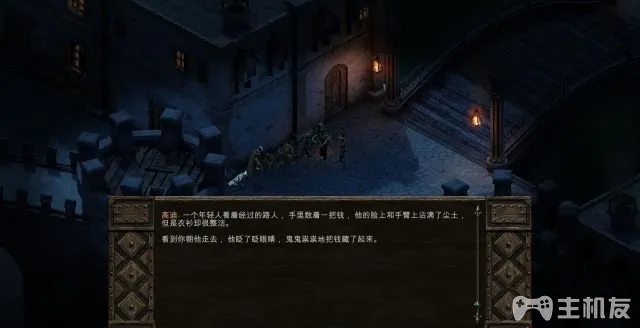 高迪: 一个年轻人看着经过的路人，手里数着一把钱，他的脸上和手臂上沾满了尘土，
但是衣衫却很整洁。
看到你朝他走去，他眨了眨眼睛，鬼鬼祟祟地把钱藏了起来。
主机友